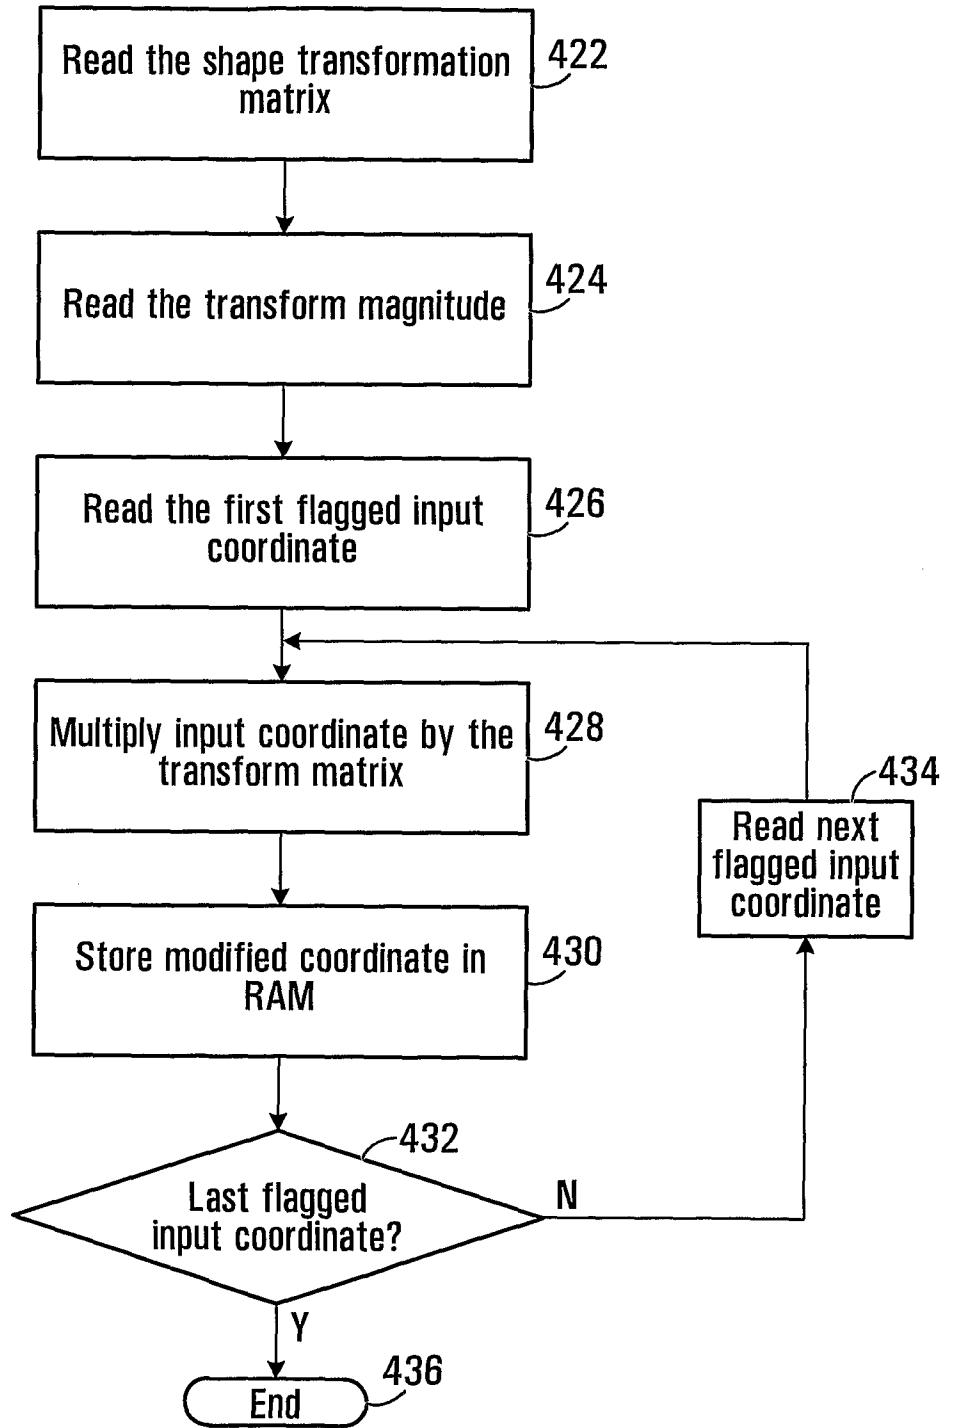 Read the shape transformation
matrix
422
Read the transform magnitude
424
Read the first flagged input
coordinate
426
Multiply input coordinate by the
transform matrix
428
434
Read next
flagged input
coordinate
Store modified coordinate in
RAM
430
432
Last flagged
input coordinate?
N
Y
End
436